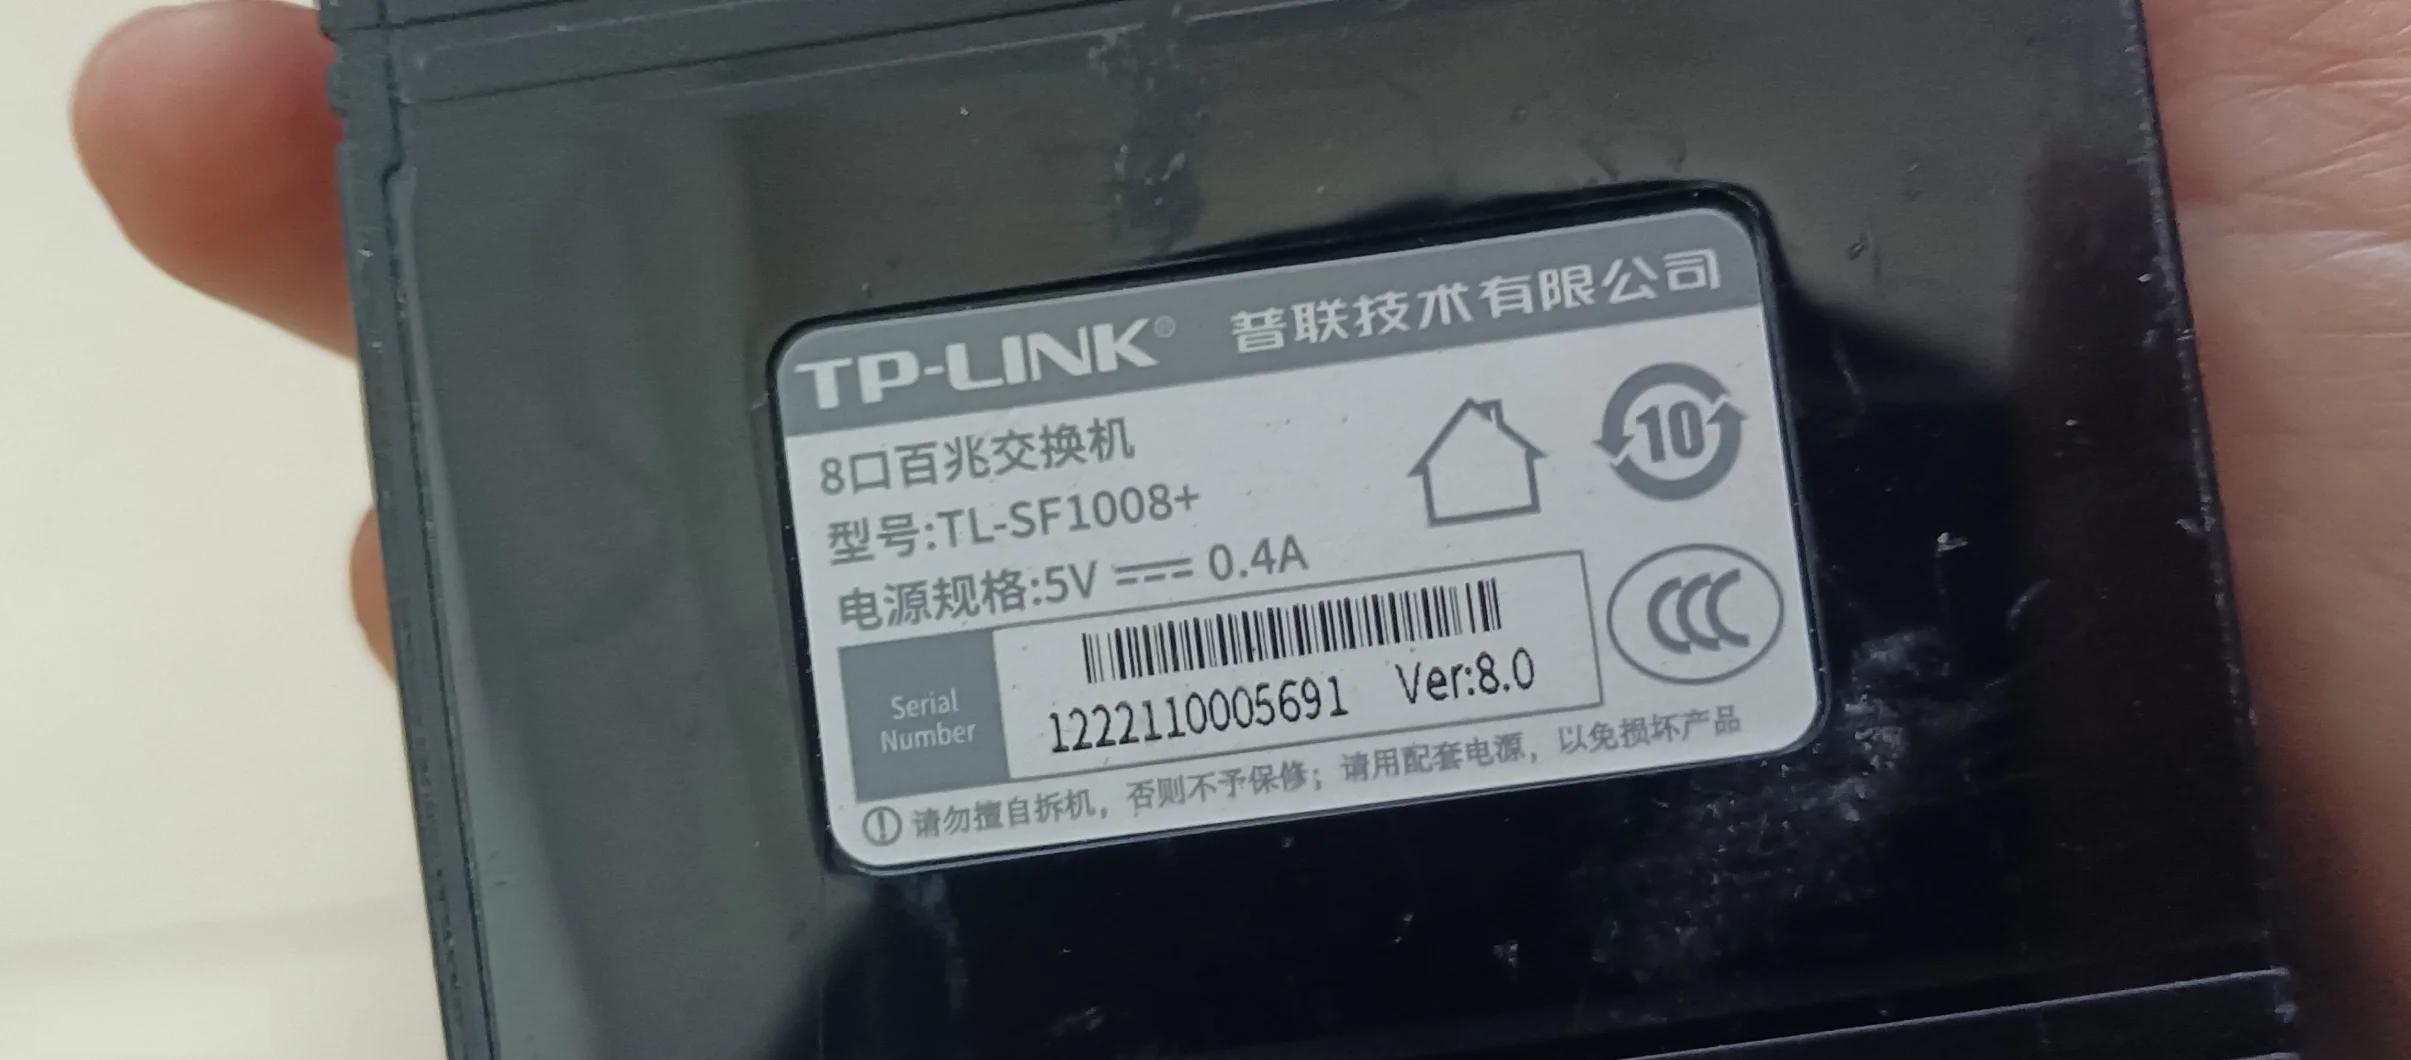 TP-LINK® 普联技术有限公司
8口百兆交换机
型号:TL-SF1008+
电源规格:5V ⎓ 0.4A
10
CCC
Serial
Number
1222110005691 Ver:8.0
! 请勿擅自拆机，否则不予保修；请用配套电源，以免损坏产品